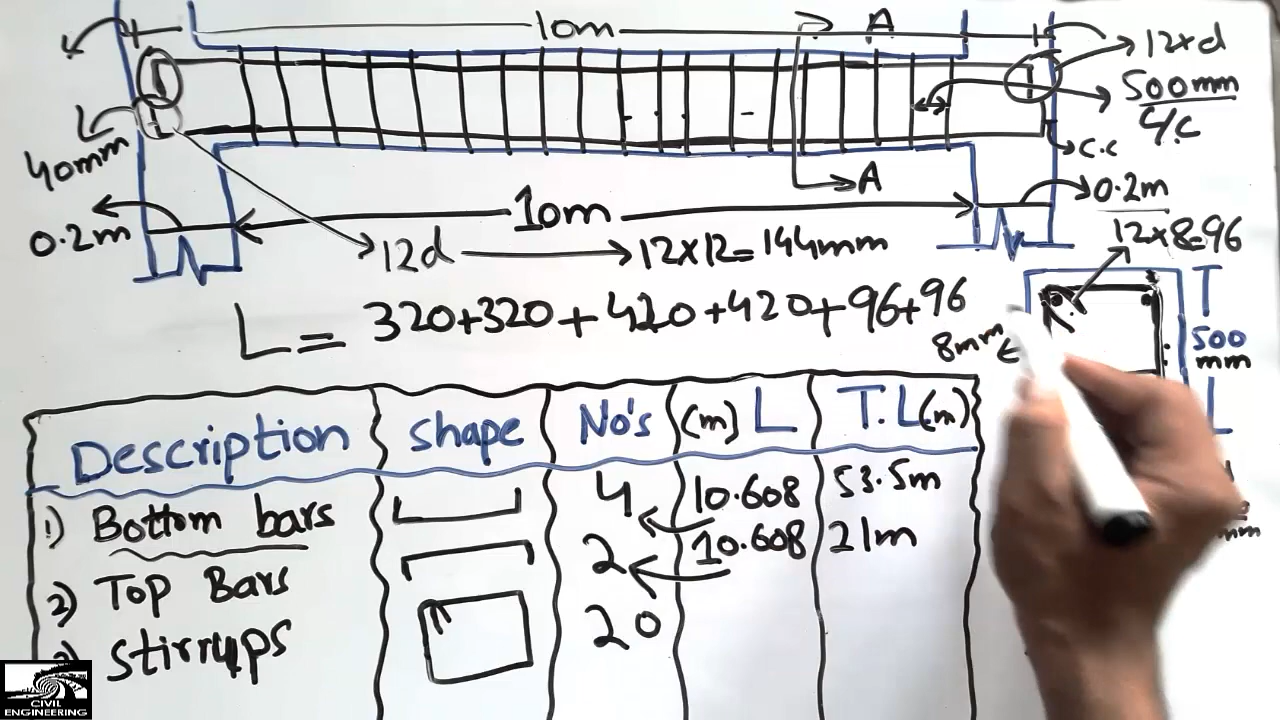 10m
A
12xd
500mm
C/C
40mm
C.C
A
0.2m
0.2m
10m
12d
12x12=144mm
12x8=96
L = 320+320+420+420+96+96
T
500
mm
8mm
Description shape No's (m) L T.L(m)
1) Bottom bars 4 10.608 53.5m
2) Top Bars 2 10.608 21m
stirrups 20
mm
CIVIL
ENGINEERING